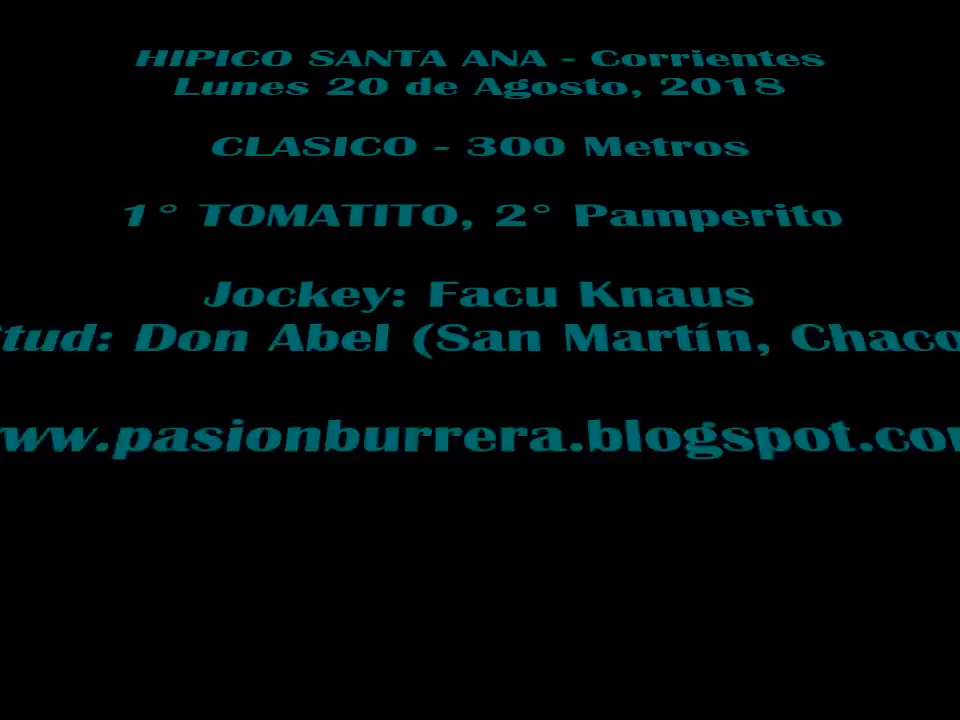 HIPICO SANTA ANA - Corrientes
Lunes 20 de Agosto, 2018
CLASICO - 300 Metros
1° TOMATITO, 2° Pamperito
Jockey: Facu Knaus
tud: Don Abel (San Martín, Chaco
ww.pasionburrera.blogspot.co